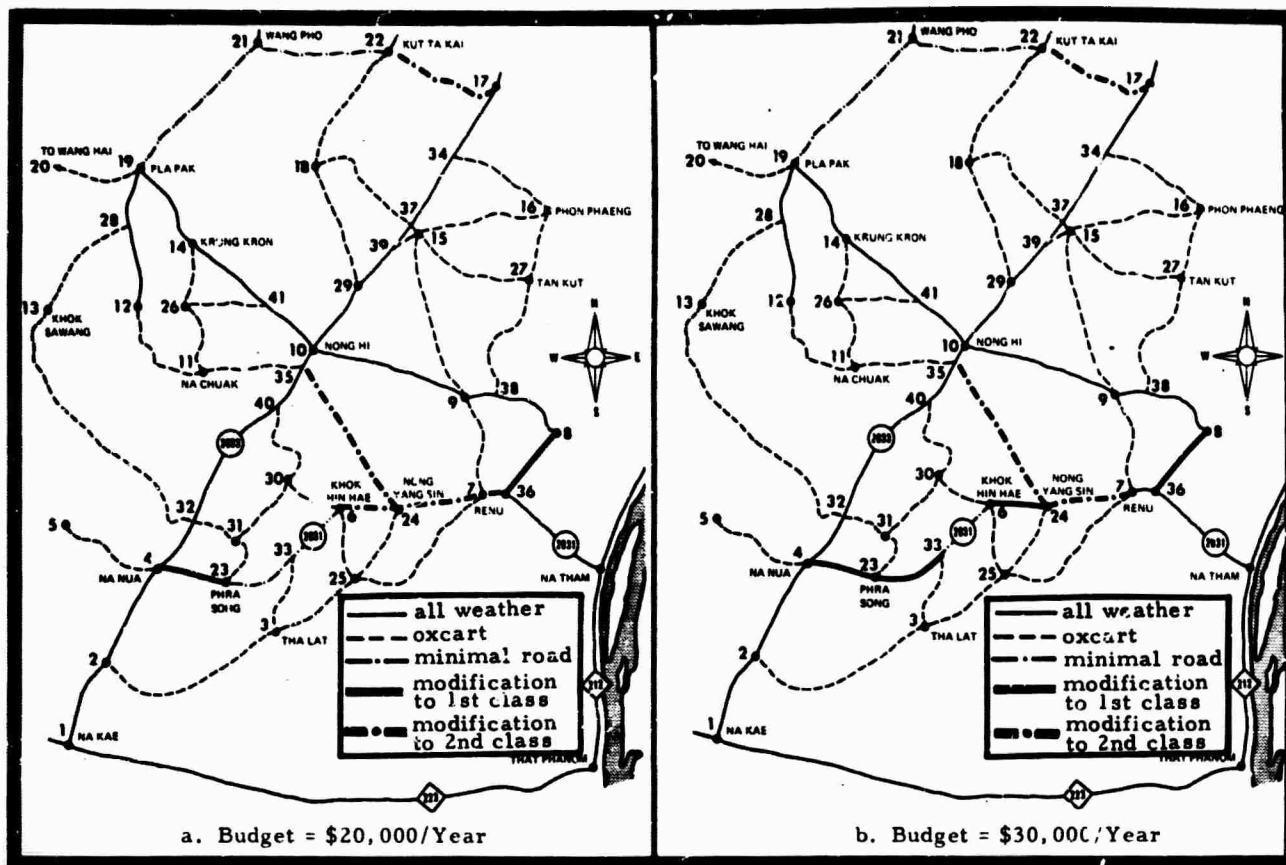 21
WANG PHO
22
KUT TA KAI
17
TO WANG HAI
20
19
PLA PAK
18
34
28
37
16
PHON PHAENG
14
KRUNG KRON
39
15
13
KHOK
SAWANG
12
26
41
29
27
TAN KUT
N
W
E
S
10
NONG HI
11
NA CHUAK
35
9
38
40
8
2033
30
KHOK
HIN HAE
NONG
YANG SIN
7
RENU
36
32
6
24
5
31
2031
33
2031
4
NA NUA
23
PHRA
SONG
25
NA THAM
3
THA LAT
2
all weather
oxcart
minimal road
modification
to 1st class
modification
to 2nd class
212
1
NA KAE
THAT PHANOM
223
a. Budget = $20,000/Year
21
WANG PHO
22
KUT TA KAI
17
TO WANG HAI
20
19
PLA PAK
18
34
28
37
16
PHON PHAENG
14
KRUNG KRON
39
15
13
KHOK
SAWANG
12
26
41
29
27
TAN KUT
N
W
E
S
10
NONG HI
11
NA CHUAK
35
9
38
40
8
2033
30
KHOK
HIN HAE
NONG
YANG SIN
7
RENU
36
32
6
24
5
31
2031
33
2031
4
NA NUA
23
PHRA
SONG
25
NA THAM
3
THA LAT
2
all weather
oxcart
minimal road
modification
to 1st class
modification
to 2nd class
212
1
NA KAE
THAT PHANOM
223
b. Budget = $30,000/Year